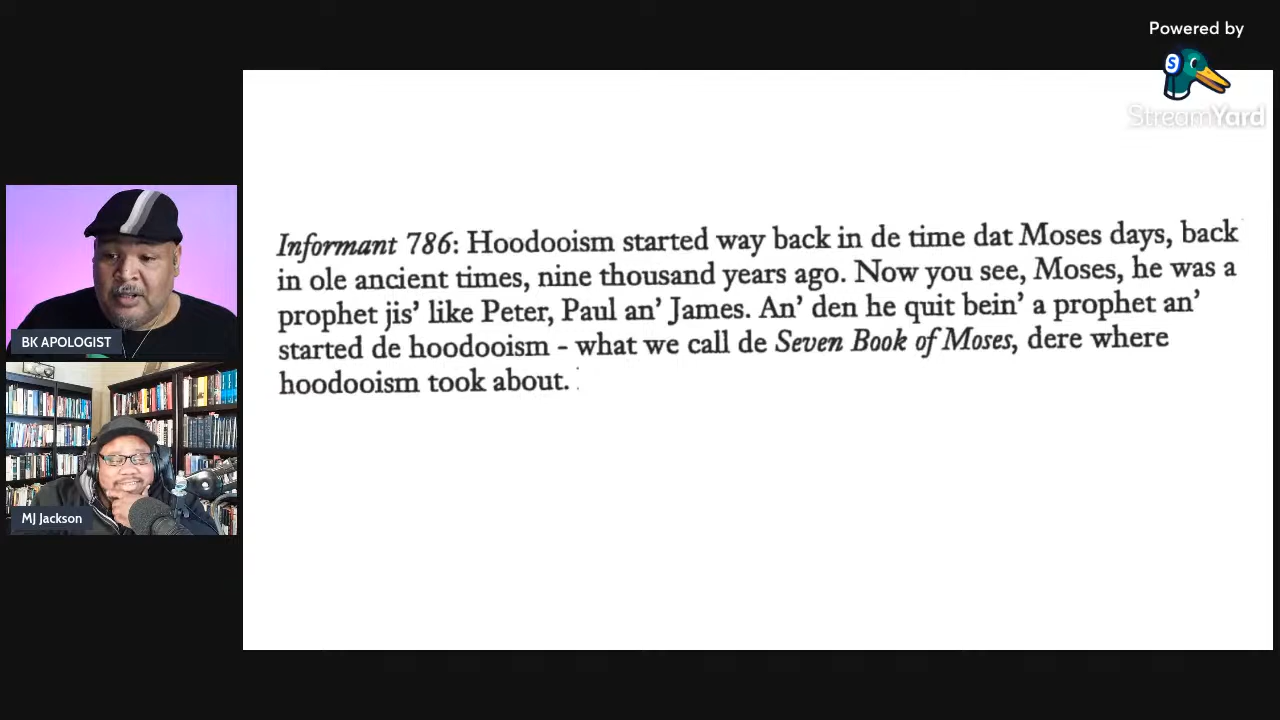 Powered by
StreamYard
Informant 786: Hoodooism started way back in de time dat Moses days, back
in ole ancient times, nine thousand years ago. Now you see, Moses, he was a
prophet jis’ like Peter, Paul an’ James. An’ den he quit bein’ a prophet an’
started de hoodooism - what we call de Seven Book of Moses, dere where
hoodooism took about.
BK APOLOGIST
MJ Jackson